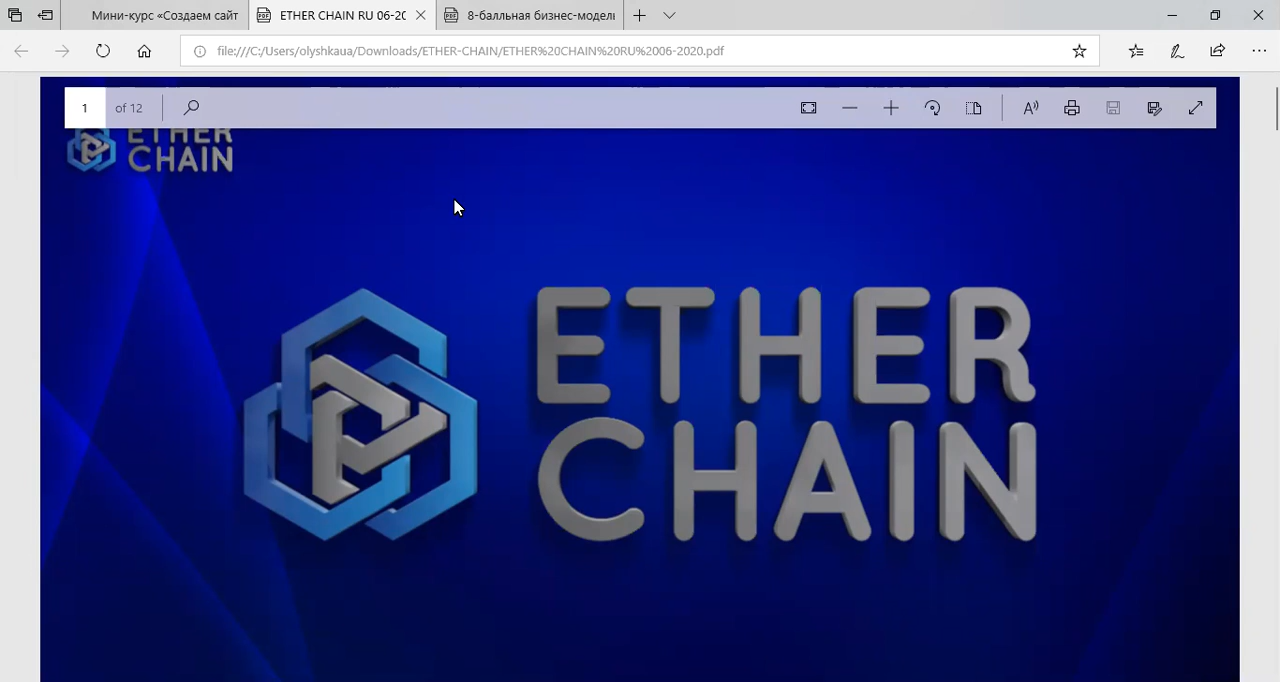 Мини-курс «Создаем сайт
ETHER CHAIN RU 06-20
8-балльная бизнес-модель
file:///C:/Users/olyshkaua/Downloads/ETHER-CHAIN/ETHER%20CHAIN%20RU%2006-2020.pdf
1 of 12
ETHER
CHAIN
ETHER
CHAIN